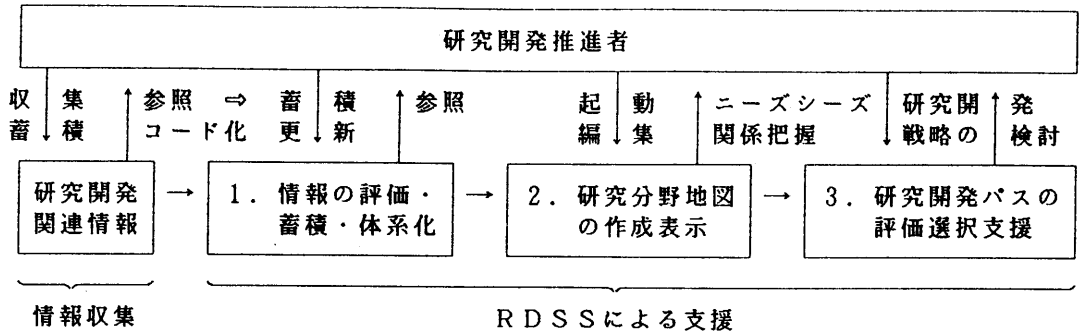 研究開発推進者
収集 参照 ⇒ 蓄積 参照 起動 ニーズシーズ 研究開発
蓄積 コード化 更新 編集 関係把握 戦略の検討
研究開発 1. 情報の評価・ 2. 研究分野地図 3. 研究開発パスの
関連情報 蓄積・体系化 の作成表示 評価選択支援
情報収集 RDSSによる支援